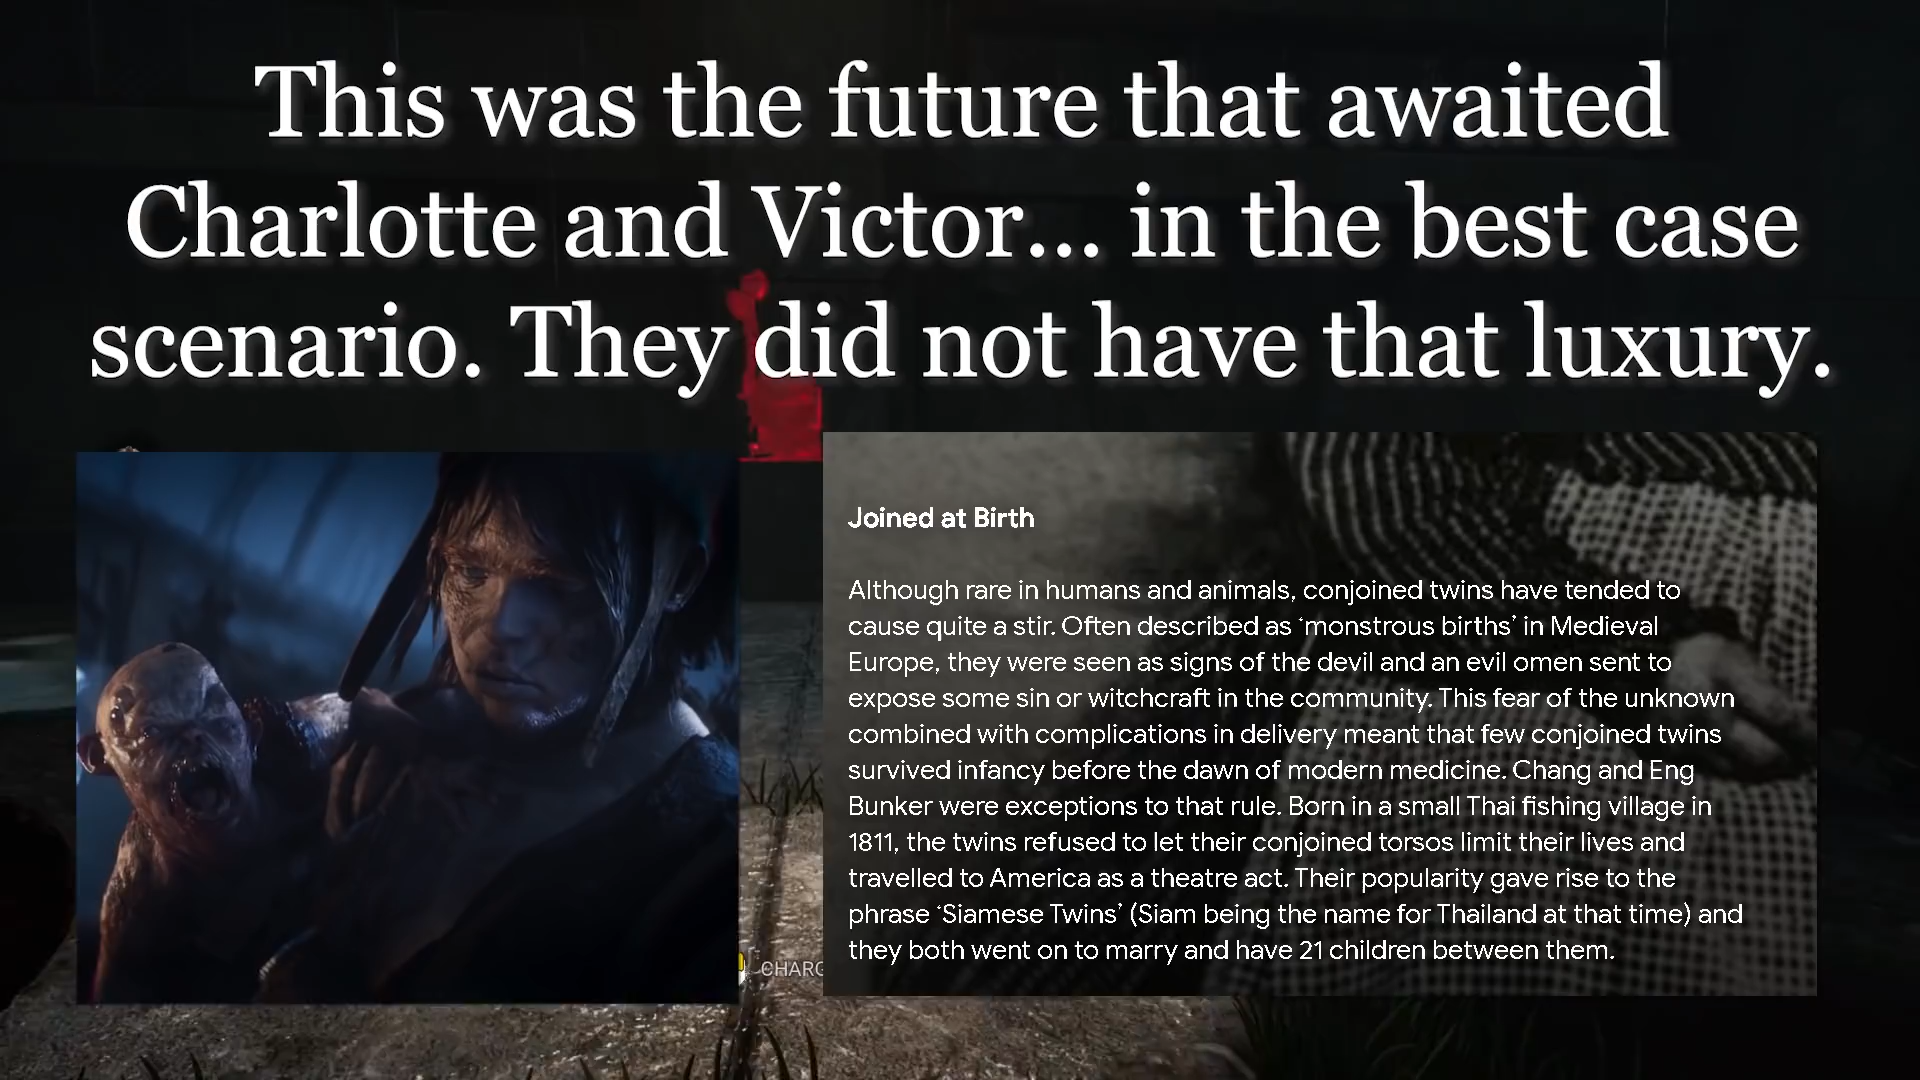 This was the future that awaited
Charlotte and Victor... in the best case
scenario. They did not have that luxury.
Joined at Birth
Although rare in humans and animals, conjoined twins have tended to
cause quite a stir. Often described as ‘monstrous births’ in Medieval
Europe, they were seen as signs of the devil and an evil omen sent to
expose some sin or witchcraft in the community. This fear of the unknown
combined with complications in delivery meant that few conjoined twins
survived infancy before the dawn of modern medicine. Chang and Eng
Bunker were exceptions to that rule. Born in a small Thai fishing village in
1811, the twins refused to let their conjoined torsos limit their lives and
travelled to America as a theatre act. Their popularity gave rise to the
phrase ‘Siamese Twins’ (Siam being the name for Thailand at that time) and
they both went on to marry and have 21 children between them.
CHARG